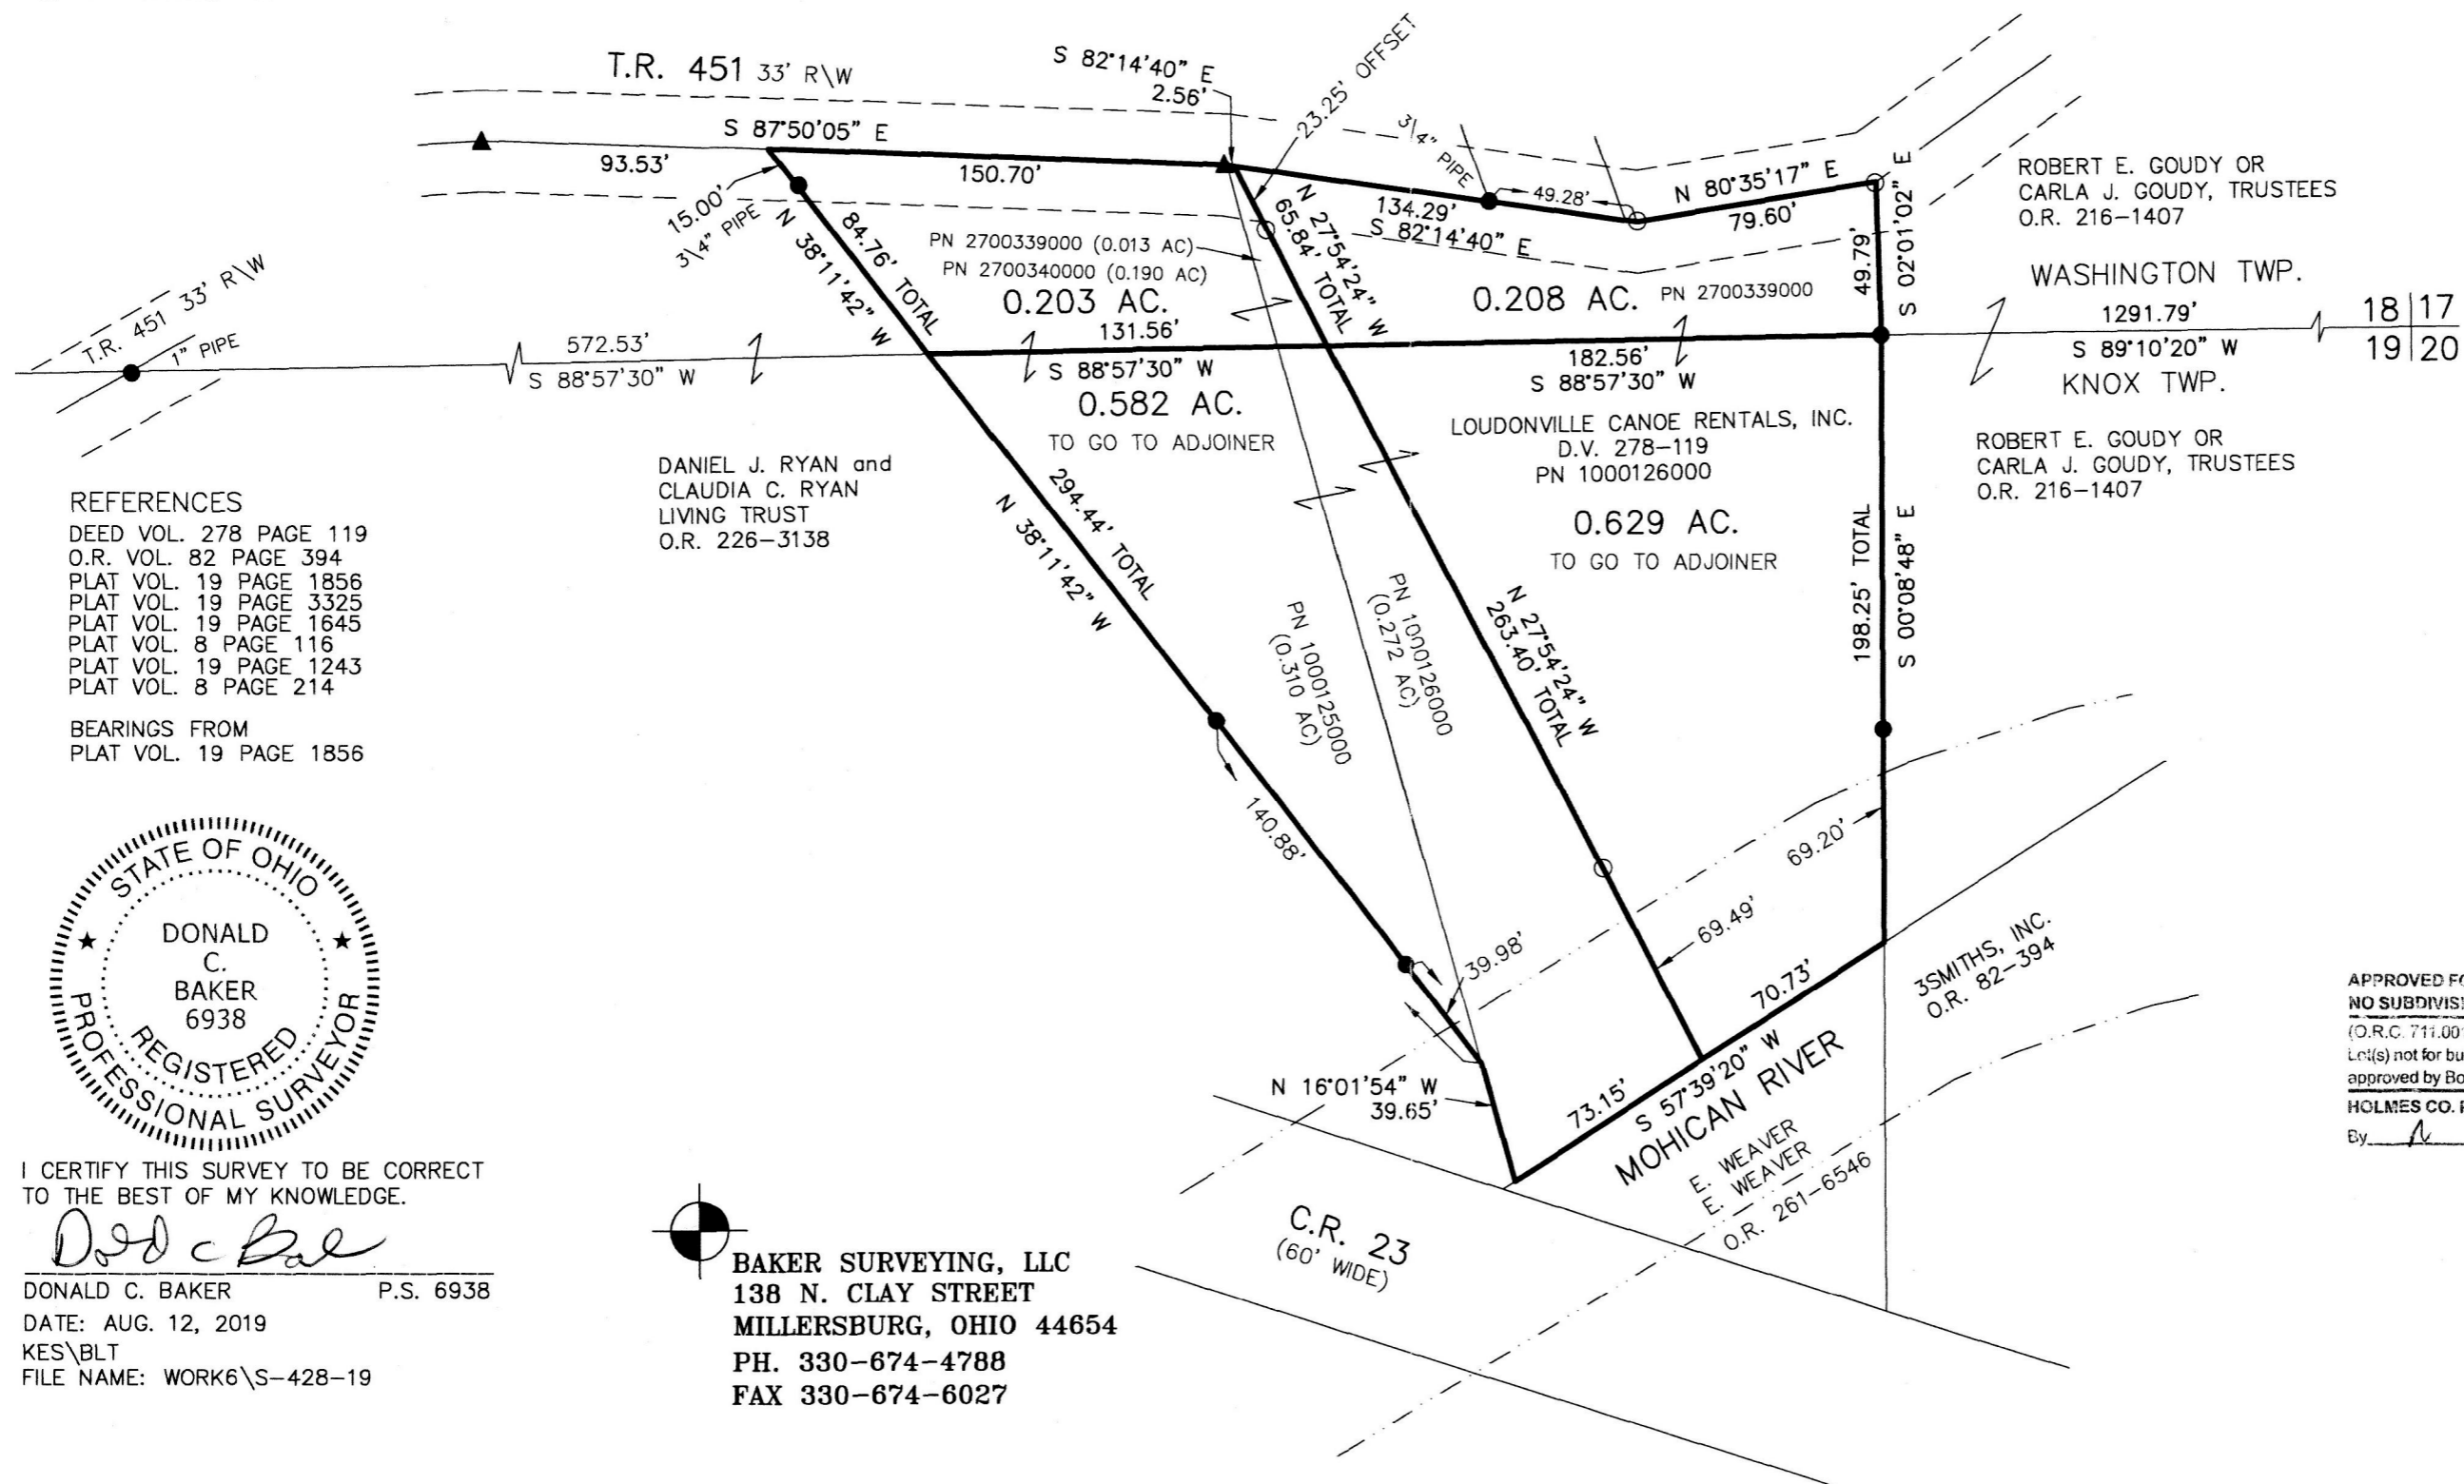 T.R. 451 33' R\W
S 82°14'40" E
2.56'
23.25' OFFSET
3\4" PIPE
S 87°50'05" E
93.53'
150.70'
15.00'
3\4" PIPE
N 38°11'42" W
84.76' TOTAL
N 27°54'24" W
65.84' TOTAL
134.29'
S 82°14'40" E
49.28'
N 80°35'17" E
79.60'
49.79'
S 02°01'02" E
ROBERT E. GOUDY OR
CARLA J. GOUDY, TRUSTEES
O.R. 216-1407
PN 2700339000 (0.013 AC)
PN 2700340000 (0.190 AC)
0.203 AC.
131.56'
S 88°57'30" W
0.582 AC.
TO GO TO ADJOINER
0.208 AC. PN 2700339000
182.56'
S 88°57'30" W
WASHINGTON TWP.
1291.79'
S 89°10'20" W
KNOX TWP.
18 17
19 20
T.R. 451 33' R\W
1" PIPE
572.53'
S 88°57'30" W
LOUDONVILLE CANOE RENTALS, INC.
D.V. 278-119
PN 1000126000
0.629 AC.
TO GO TO ADJOINER
ROBERT E. GOUDY OR
CARLA J. GOUDY, TRUSTEES
O.R. 216-1407
DANIEL J. RYAN and
CLAUDIA C. RYAN
LIVING TRUST
O.R. 226-3138
REFERENCES
DEED VOL. 278 PAGE 119
O.R. VOL. 82 PAGE 394
PLAT VOL. 19 PAGE 1856
PLAT VOL. 19 PAGE 3325
PLAT VOL. 19 PAGE 1645
PLAT VOL. 8 PAGE 116
PLAT VOL. 19 PAGE 1243
PLAT VOL. 8 PAGE 214
BEARINGS FROM
PLAT VOL. 19 PAGE 1856
294.44' TOTAL
N 38°11'42" W
PN 1000125000
(0.310 AC)
PN 1000126000
(0.272 AC)
N 27°54'24" W
263.40' TOTAL
198.25' TOTAL
S 00°08'48" E
140.88'
39.98'
69.49'
69.20'
N 16°01'54" W
39.65'
73.15'
70.73'
S 57°39'20" W
MOHICAN RIVER
3SMITHS, INC.
O.R. 82-394
E. WEAVER
E. WEAVER
O.R. 261-6546
C.R. 23
(60' WIDE)
STATE OF OHIO
DONALD
C.
BAKER
6938
REGISTERED
PROFESSIONAL SURVEYOR
I CERTIFY THIS SURVEY TO BE CORRECT
TO THE BEST OF MY KNOWLEDGE.
DONALD C. BAKER P.S. 6938
DATE: AUG. 12, 2019
KES\BLT
FILE NAME: WORK6\S-428-19
BAKER SURVEYING, LLC
138 N. CLAY STREET
MILLERSBURG, OHIO 44654
PH. 330-674-4788
FAX 330-674-6027
APPROVED
NO
(O.R.C. 711.00
Lot(s) not for
approved by
HOLMES CO.
By